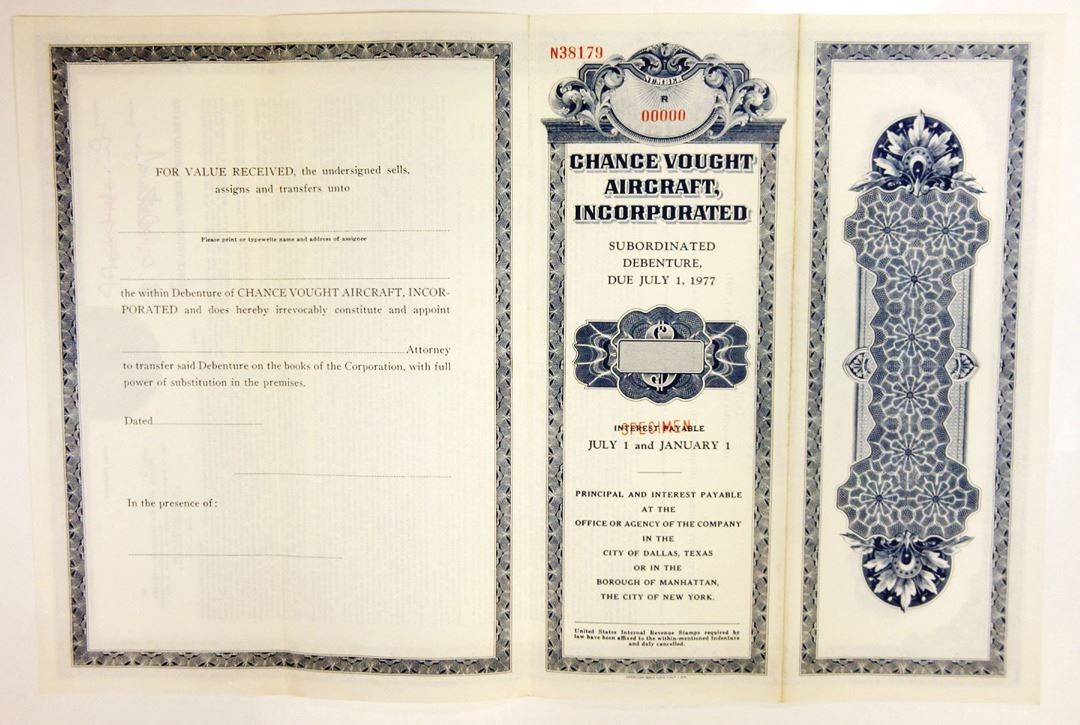 FOR VALUE RECEIVED, the undersigned sells,
assigns and transfers unto
Please print or typewrite name and address of assignee
the within Debenture of CHANCE VOUGHT AIRCRAFT, INCOR-
PORATED and does hereby irrevocably constitute and appoint
Attorney
to transfer said Debenture on the books of the Corporation, with full
power of substitution in the premises.
Dated
In the presence of:
N38179
NUMBER
R
00000
CHANCE VOUGHT
AIRCRAFT,
INCORPORATED
SUBORDINATED
DEBENTURE,
DUE JULY 1, 1977
$
SPECIMEN
INTEREST PAYABLE
JULY 1 and JANUARY 1
PRINCIPAL AND INTEREST PAYABLE
AT THE
OFFICE OR AGENCY OF THE COMPANY
IN THE
CITY OF DALLAS, TEXAS
OR IN THE
BOROUGH OF MANHATTAN,
THE CITY OF NEW YORK.
United States Internal Revenue Stamps required by
law have been affixed to the within-mentioned Indenture
and duly cancelled.